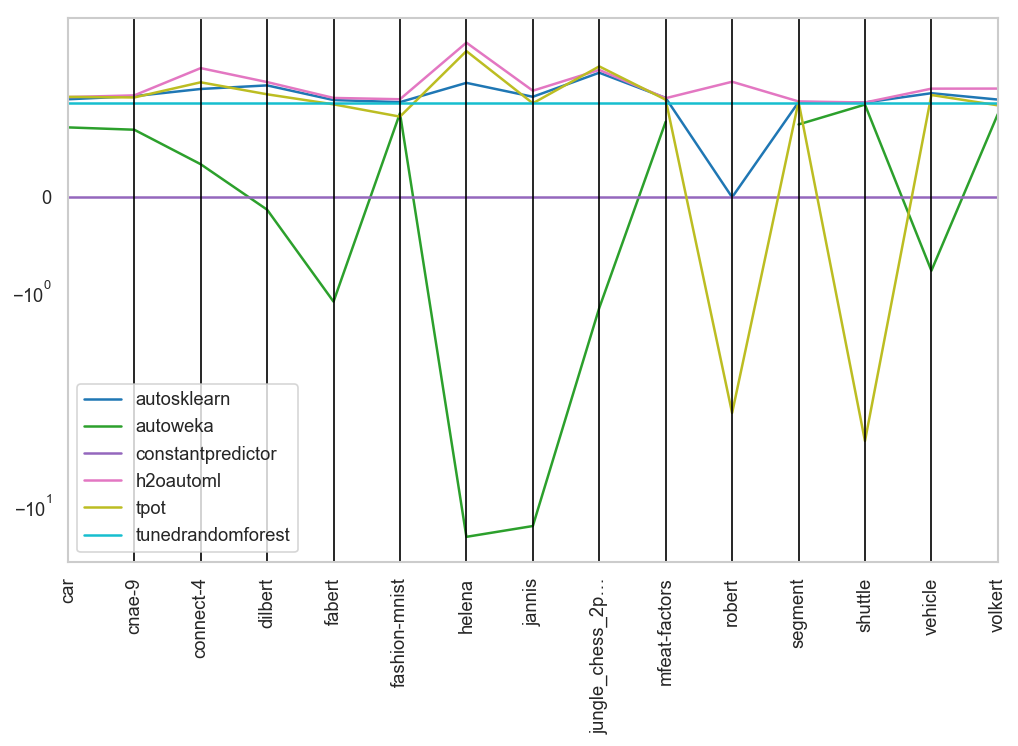 0
−10^0
−10^1
autosklearn
autoweka
constantpredictor
h2oautoml
tpot
tunedrandomforest
car
cnae-9
connect-4
dilbert
fabert
fashion-mnist
helena
jannis
jungle_chess_2p…
mfeat-factors
robert
segment
shuttle
vehicle
volkert